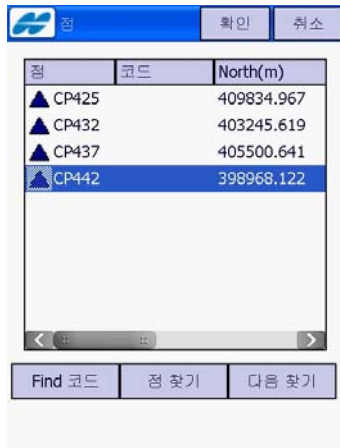 점 확인 취소
점 코드 North(m)
CP425 409834.967
CP432 403245.619
CP437 405500.641
CP442 398968.122
Find 코드 점 찾기 다음 찾기